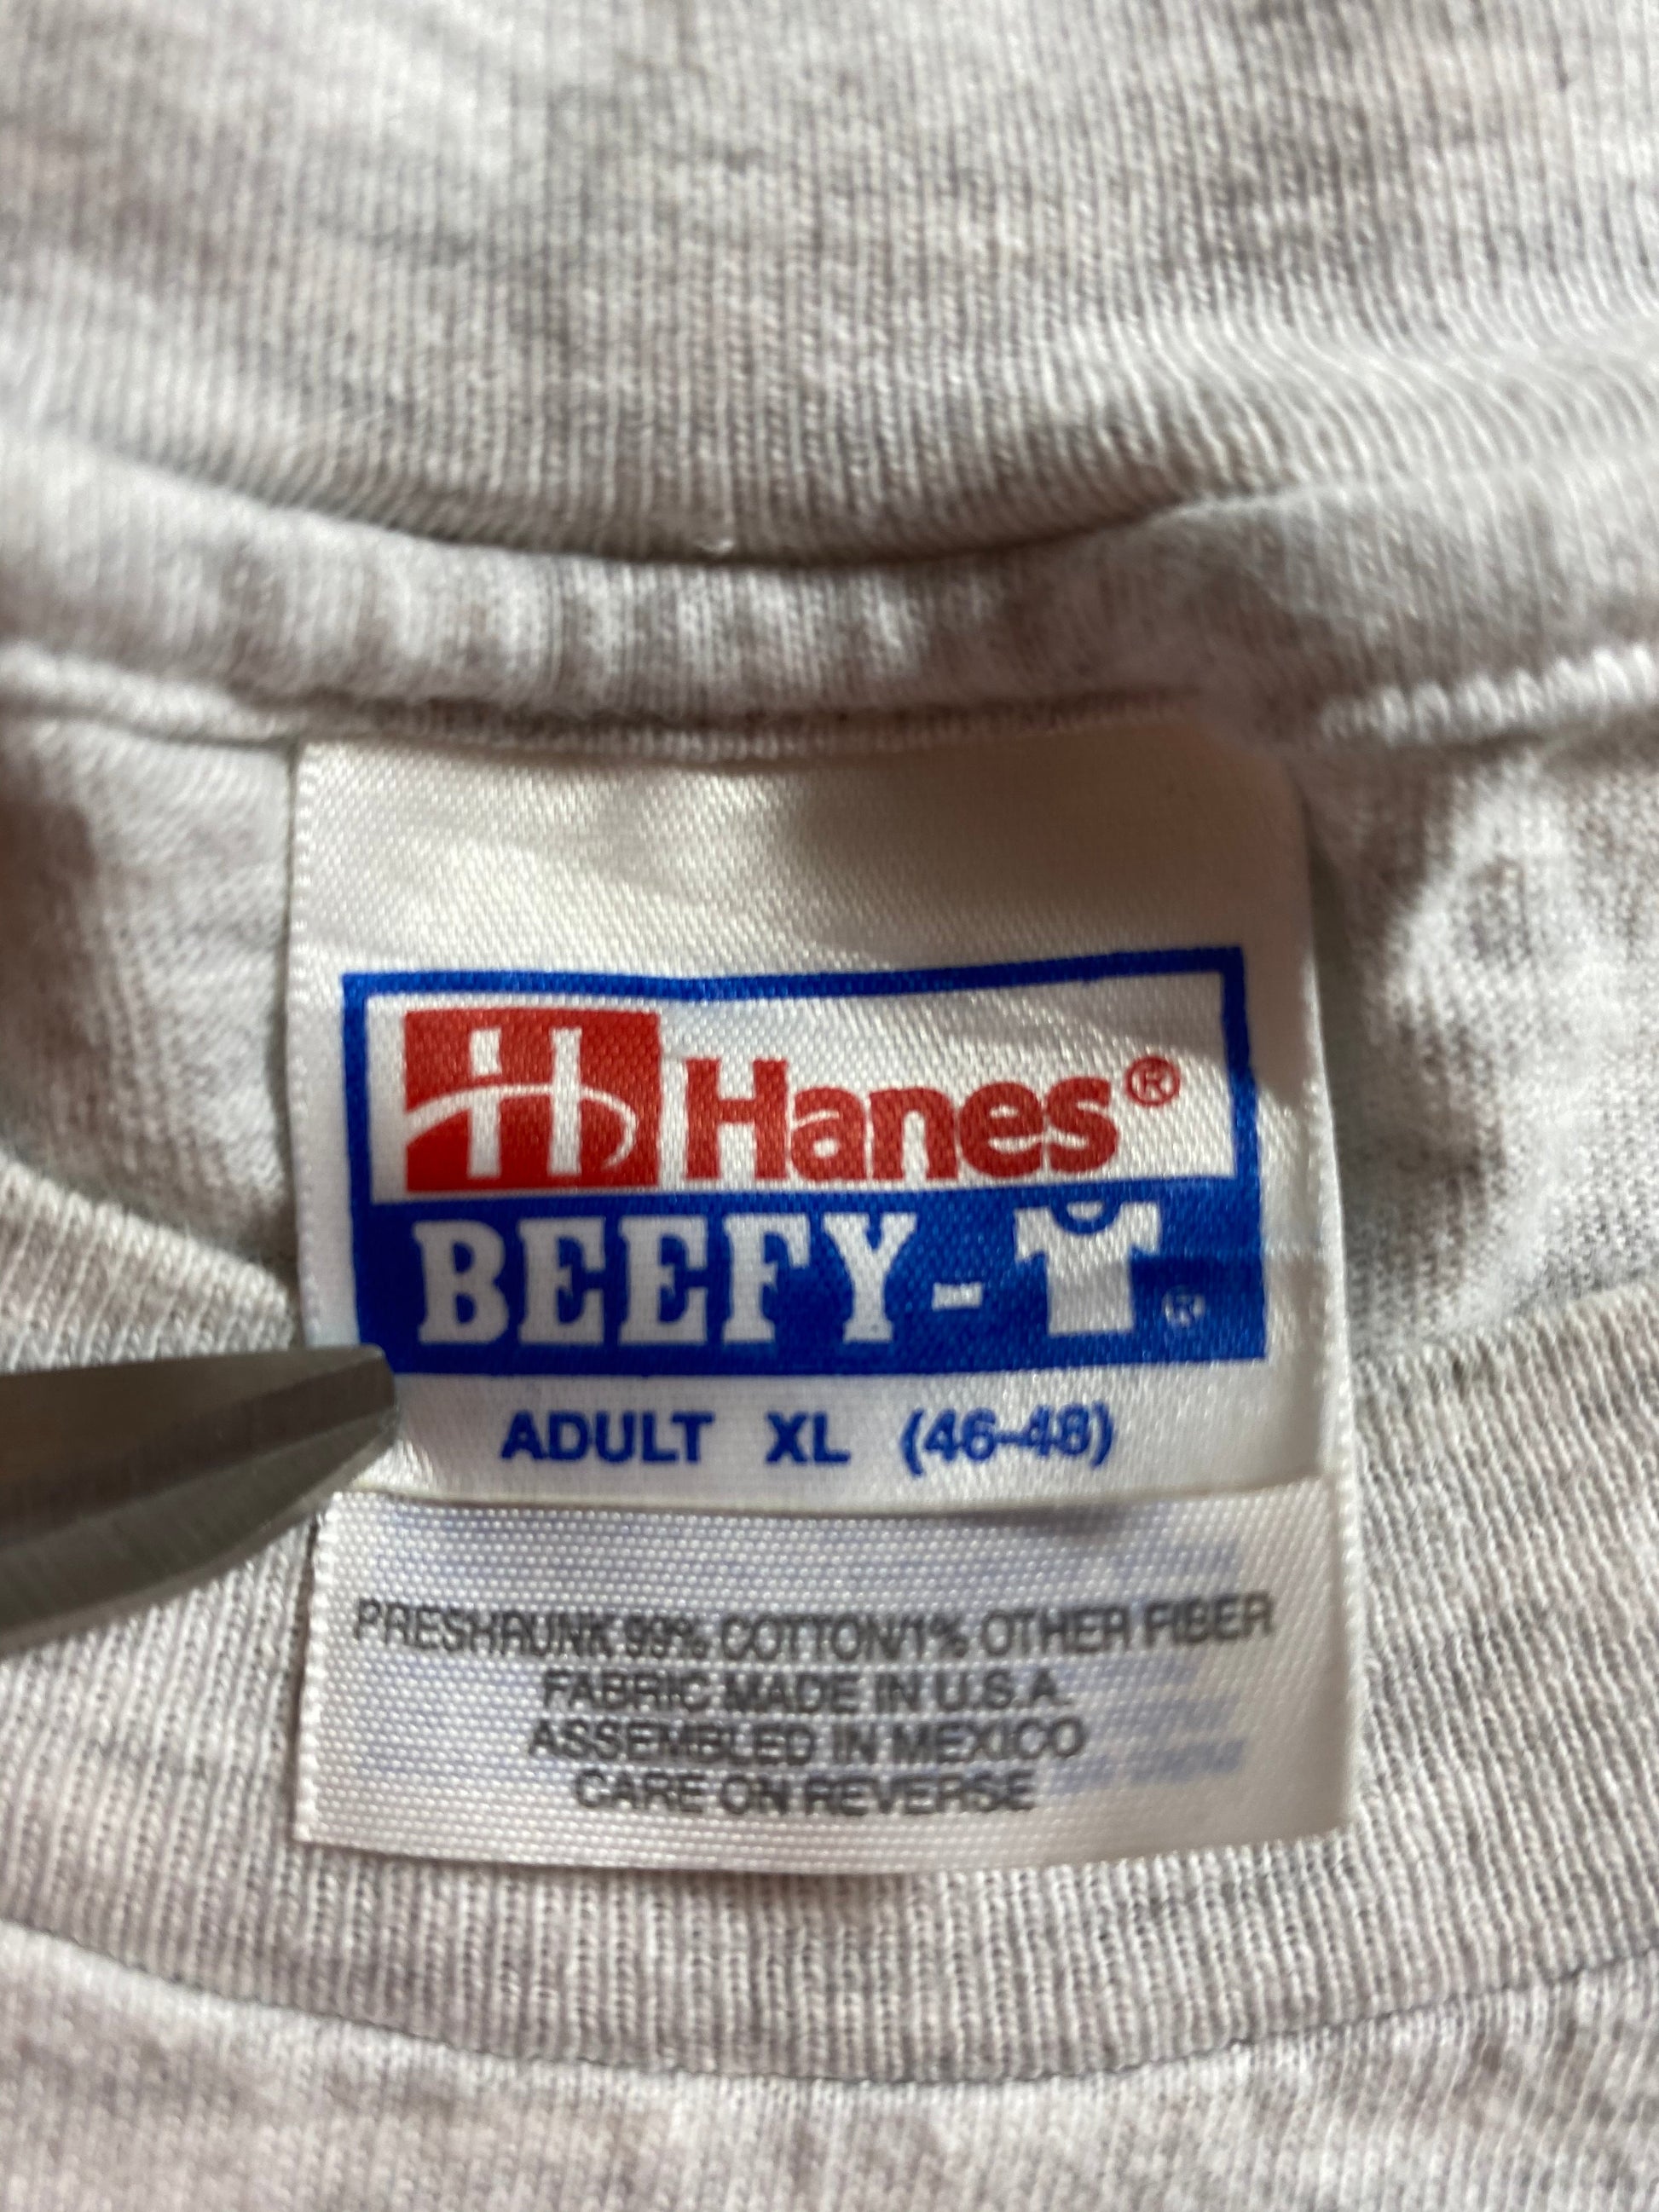 H Hanes®
BEEFY-T®
ADULT XL (46-48)
PRESHRUNK 99% COTTON/1% OTHER FIBER
FABRIC MADE IN U.S.A.
ASSEMBLED IN MEXICO
CARE ON REVERSE